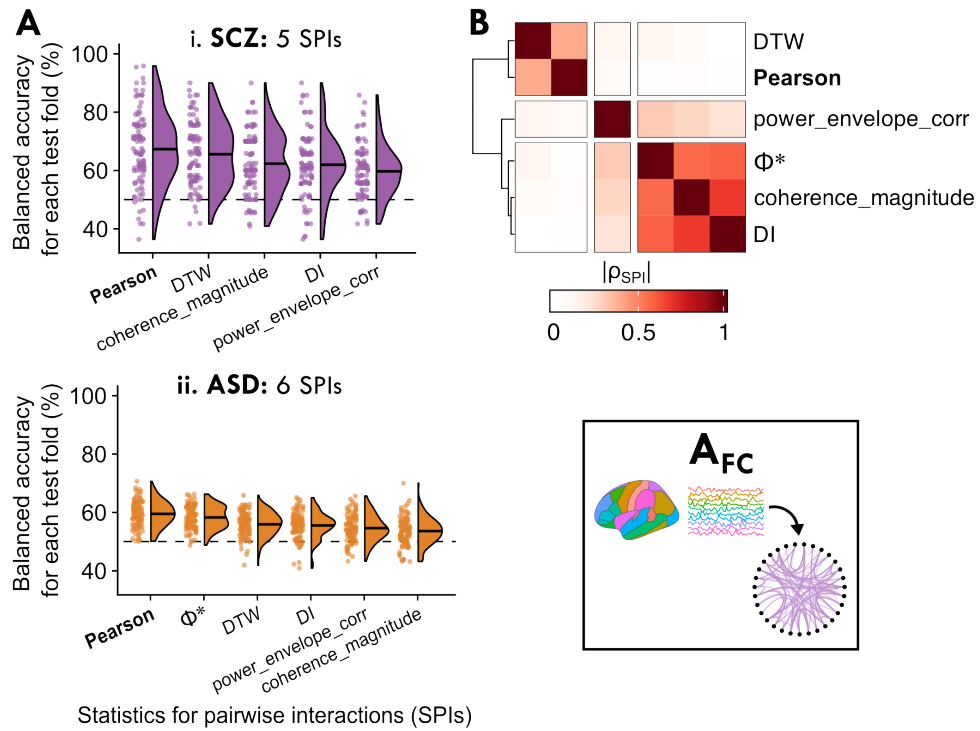 A
i. SCZ: 5 SPIs
Balanced accuracy
for each test fold (%)
100
80
60
40
Pearson
DTW
coherence_magnitude
DI
power_envelope_corr
ii. ASD: 6 SPIs
Balanced accuracy
for each test fold (%)
100
80
60
40
Pearson
Φ*
DTW
DI
power_envelope_corr
coherence_magnitude
Statistics for pairwise interactions (SPIs)
B
DTW
Pearson
power_envelope_corr
Φ*
coherence_magnitude
DI
|ρSPI|
0 0.5 1
AFC